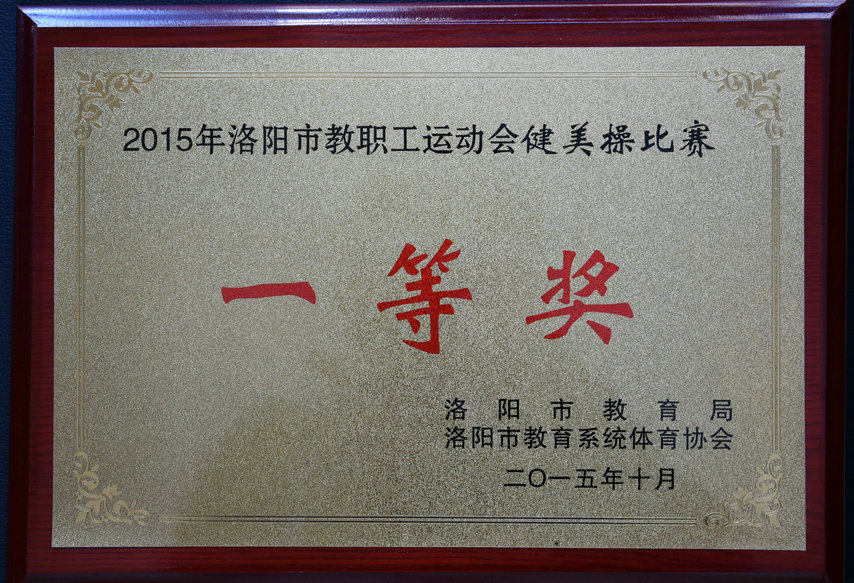 2015年洛阳市教职工运动会健美操比赛
一等奖
洛阳市教育局
洛阳市教育系统体育协会
二〇一五年十月